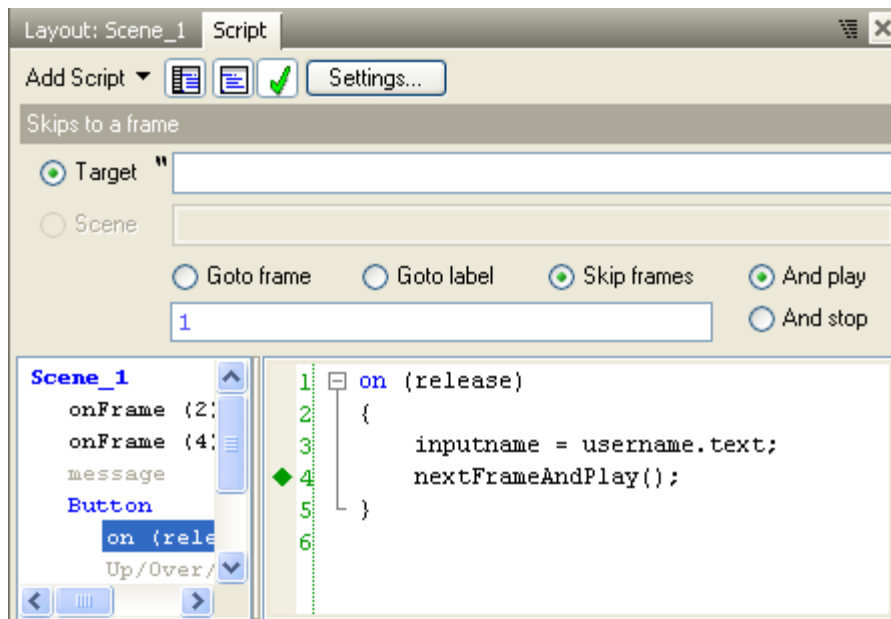 Layout: Scene_1 Script
Add Script Settings...
Skips to a frame
Target "
Scene
Goto frame Goto label Skip frames And play
1 And stop
Scene_1
onFrame (2)
onFrame (4)
message
Button
on (rele
Up/Over/
1 on (release)
2 {
3 inputname = username.text;
4 nextFrameAndPlay();
5 }
6